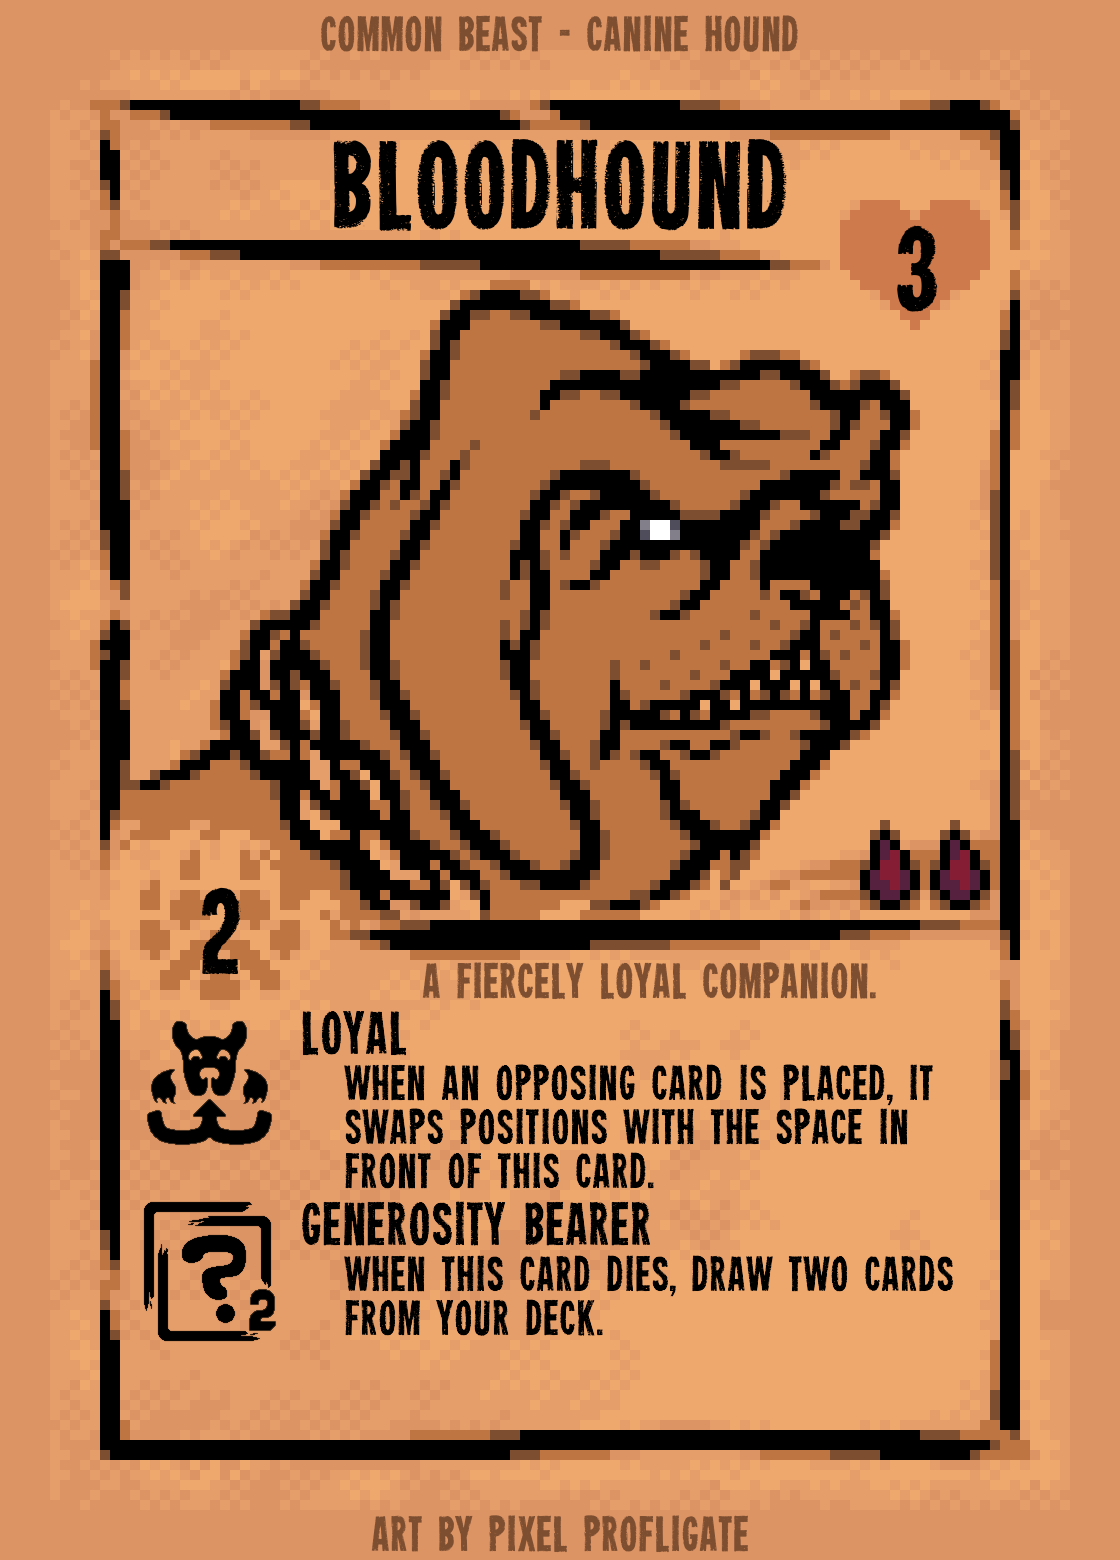 COMMON BEAST - CANINE HOUND
BLOODHOUND
3
2
A FIERCELY LOYAL COMPANION.
LOYAL
WHEN AN OPPOSING CARD IS PLACED, IT
SWAPS POSITIONS WITH THE SPACE IN
FRONT OF THIS CARD.
GENEROSITY BEARER
?2
WHEN THIS CARD DIES, DRAW TWO CARDS
FROM YOUR DECK.
ART BY PIXEL PROFLIGATE